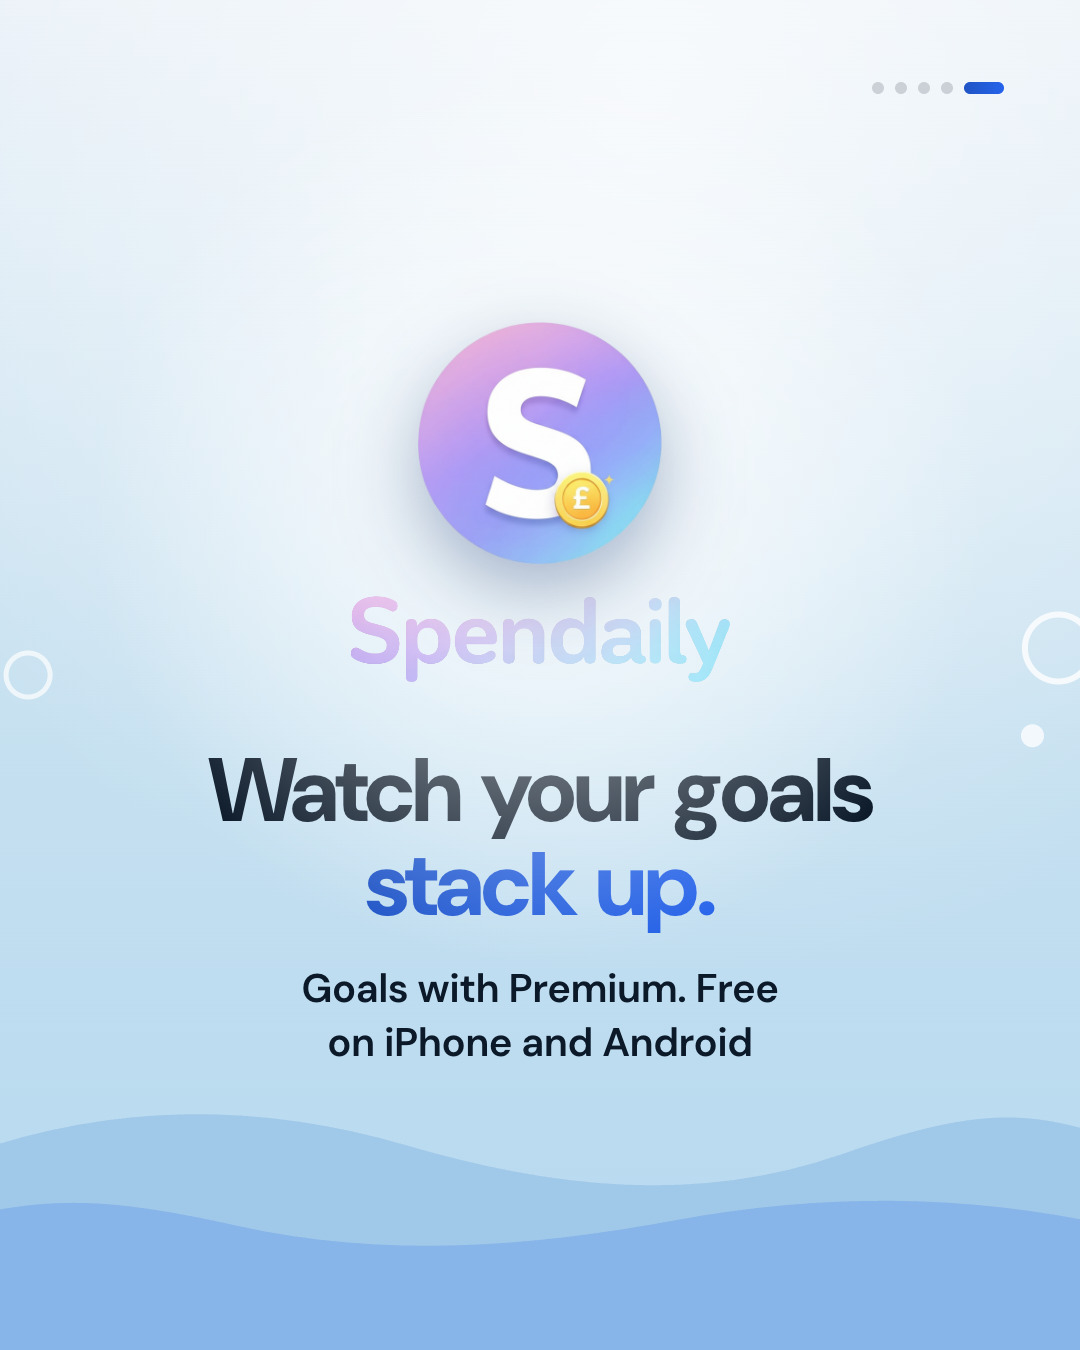 S
£
Spendaily
Watch your goals
stack up.
Goals with Premium. Free
on iPhone and Android